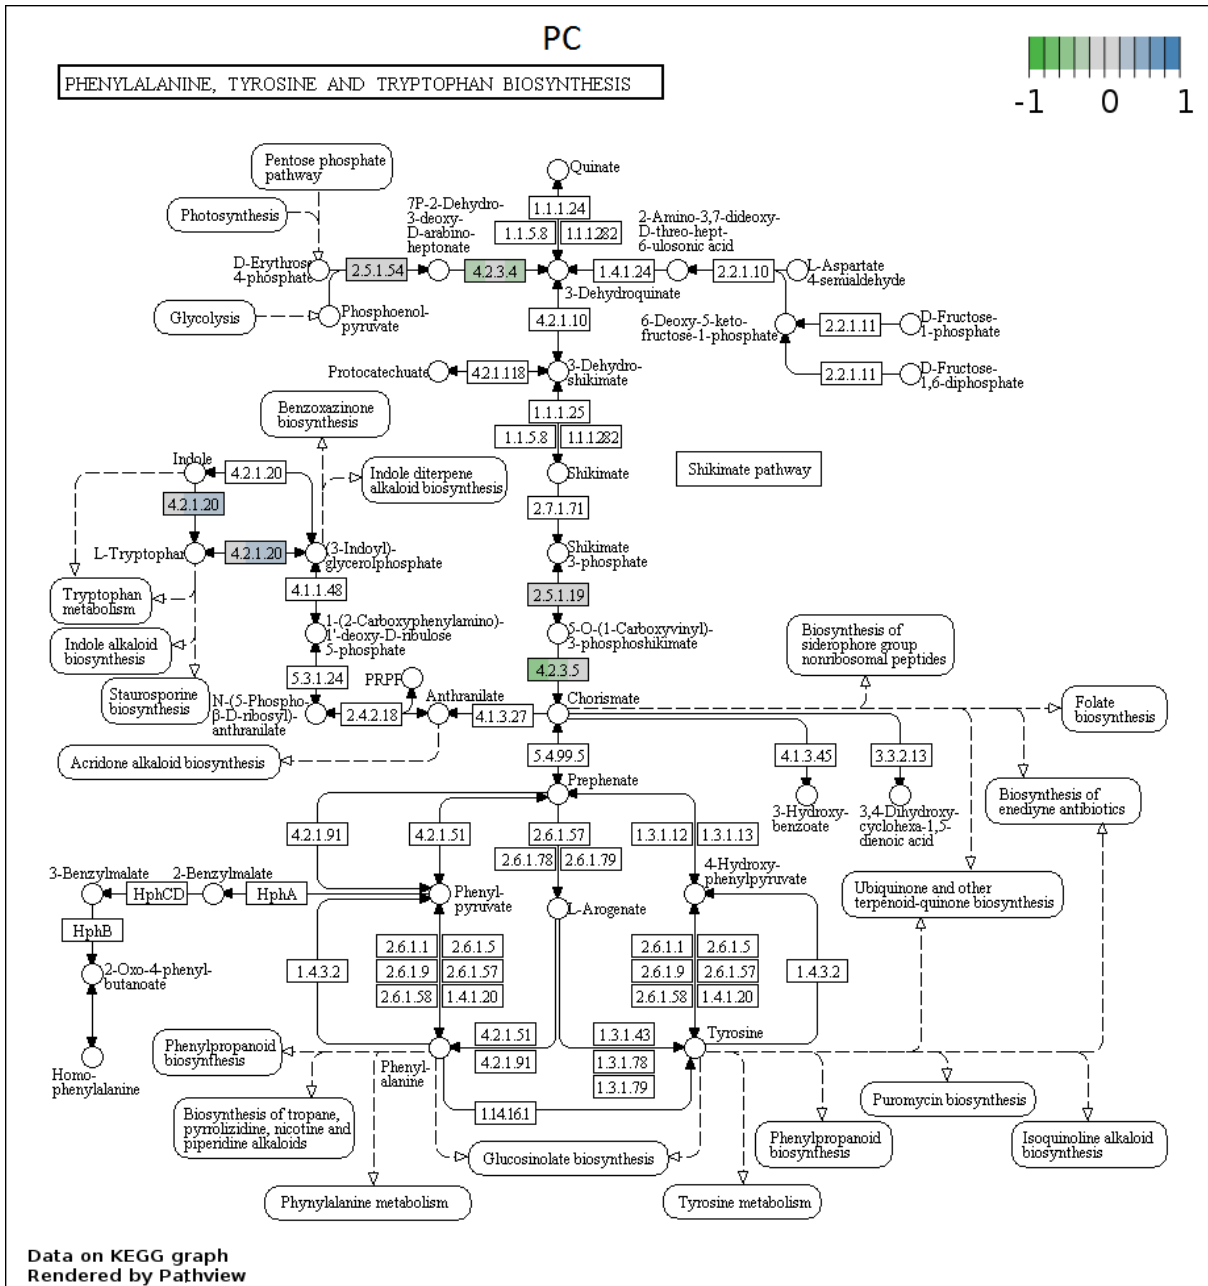 PC
PHENYLALANINE, TYROSINE AND TRYPTOPHAN BIOSYNTHESIS
-1 0 1
Pentose phosphate
pathway
Photosynthesis
Glycolysis
D-Erythrose
4-phosphate
Phosphoenol-
pyruvate
2.5.1.54
7P-2-Dehydro-
3-deoxy-
D-arabino-
heptonate
4.2.3.4
Quinate
1.1.1.24
1.1.5.8
1.1.1.282
3-Dehydroquinate
1.4.1.24
2-Amino-3,7-dideoxy-
D-threo-hept-
6-ulosonic acid
2.2.1.10
L-Aspartate
4-semialdehyde
6-Deoxy-5-keto-
fructose-1-phosphate
2.2.1.11
D-Fructose-
1-phosphate
2.2.1.11
D-Fructose-
1,6-diphosphate
4.2.1.10
Protocatechuate
4.2.1.118
3-Dehydro-
shikimate
1.1.1.25
1.1.5.8
1.1.1.282
Shikimate
Shikimate pathway
2.7.1.71
Shikimate
3-phosphate
2.5.1.19
5-O-(1-Carboxyvinyl)-
3-phosphoshikimate
4.2.3.5
Chorismate
Benzoxazinone
biosynthesis
Indole diterpene
alkaloid biosynthesis
Indole
4.2.1.20
4.2.1.20
L-Tryptophan
4.2.1.20
(3-Indoyl)-
glycerolphosphate
Tryptophan
metabolism
Indole alkaloid
biosynthesis
Staurosporine
biosynthesis
4.1.1.48
1-(2-Carboxyphenylamino)-
1'-deoxy-D-ribulose
5-phosphate
5.3.1.24
PRPP
N-(5-Phospho-
β-D-ribosyl)-
anthranilate
2.4.2.18
Anthranilate
4.1.3.27
Acridone alkaloid biosynthesis
Biosynthesis of
siderophore group
nonribosomal peptides
Folate
biosynthesis
5.4.99.5
4.1.3.45
3.3.2.13
Prephenate
3-Hydroxy-
benzoate
3,4-Dihydroxy-
cyclohexa-1,5-
dienoic acid
Biosynthesis of
enediyne antibiotics
4.2.1.91
4.2.1.51
2.6.1.57
2.6.1.78
2.6.1.79
1.3.1.12
1.3.1.13
3-Benzylmalate
2-Benzylmalate
HphCD
HphA
Phenyl-
pyruvate
4-Hydroxy-
phenylpyruvate
Ubiquinone and other
terpenoid-quinone biosynthesis
L-Arogenate
HphB
2-Oxo-4-phenyl-
butanoate
Homo-
phenylalanine
1.4.3.2
2.6.1.1
2.6.1.5
2.6.1.9
2.6.1.57
2.6.1.58
1.4.1.20
2.6.1.1
2.6.1.5
2.6.1.9
2.6.1.57
2.6.1.58
1.4.1.20
1.4.3.2
Phenylpropanoid
biosynthesis
Phenyl-
alanine
4.2.1.51
4.2.1.91
1.3.1.43
1.3.1.78
1.3.1.79
Tyrosine
1.14.16.1
Biosynthesis of tropane,
pyrrolizidine, nicotine and
piperidine alkaloids
Puromycin biosynthesis
Phenylpropanoid
biosynthesis
Isoquinoline alkaloid
biosynthesis
Glucosinolate biosynthesis
Phynylalanine metabolism
Tyrosine metabolism
Data on KEGG graph
Rendered by Pathview